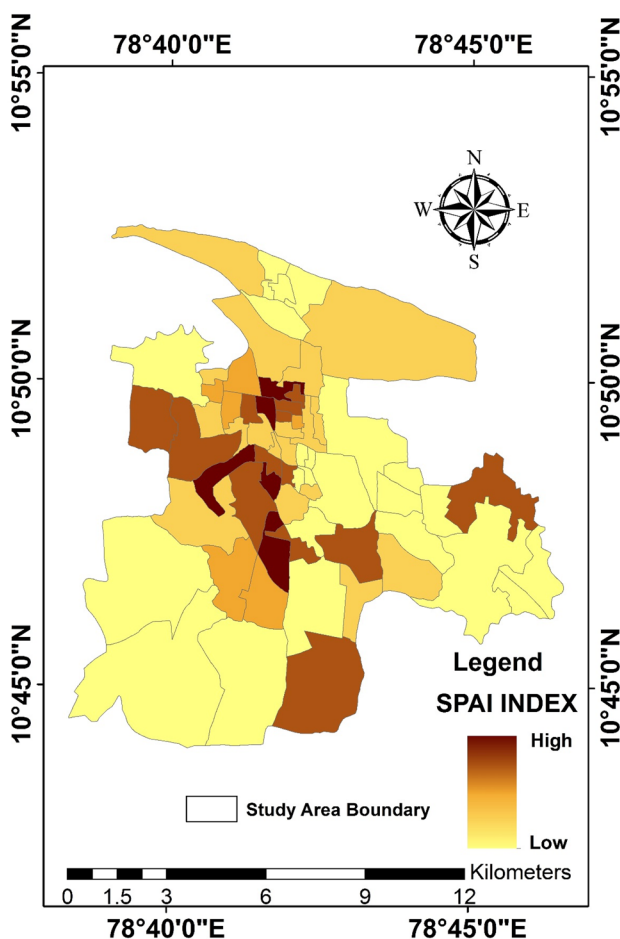 78°40'0"E 78°45'0"E
10°55'0"N 10°55'0"N
N
W E
S
10°50'0"N 10°50'0"N
10°45'0"N 10°45'0"N
Legend
SPAI INDEX
High
Low
Study Area Boundary
Kilometers
0 1.5 3 6 9 12
78°40'0"E 78°45'0"E